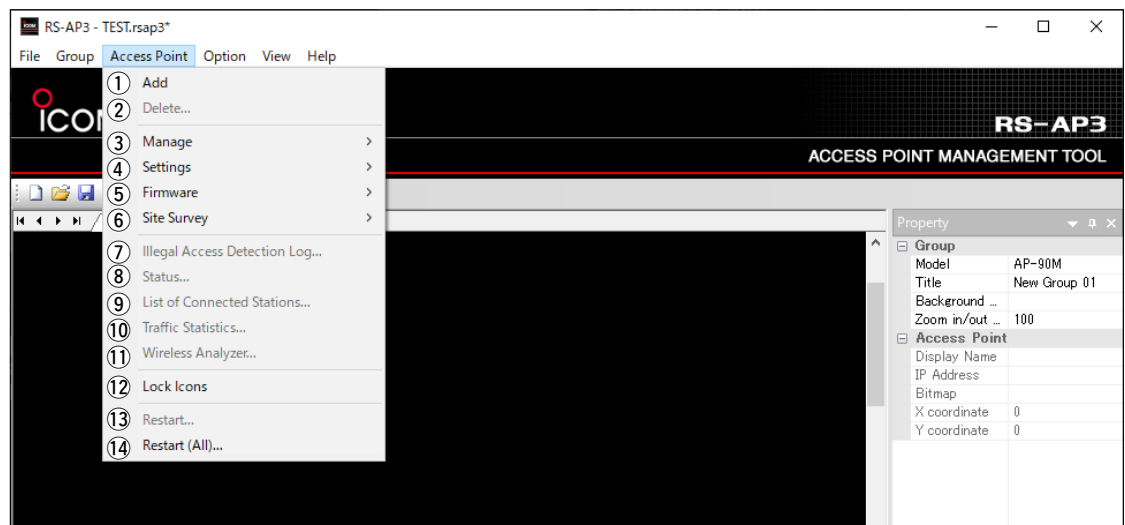 icom RS-AP3 - TEST.rsap3*
File Group Access Point Option View Help
① Add
② Delete...
③ Manage
④ Settings
⑤ Firmware
⑥ Site Survey
⑦ Illegal Access Detection Log...
⑧ Status...
⑨ List of Connected Stations...
⑩ Traffic Statistics...
⑪ Wireless Analyzer...
⑫ Lock Icons
⑬ Restart...
⑭ Restart (All)...
RS-AP3
ACCESS POINT MANAGEMENT TOOL
Property
Group
Model AP-90M
Title New Group 01
Background ...
Zoom in/out ... 100
Access Point
Display Name
IP Address
Bitmap
X coordinate 0
Y coordinate 0